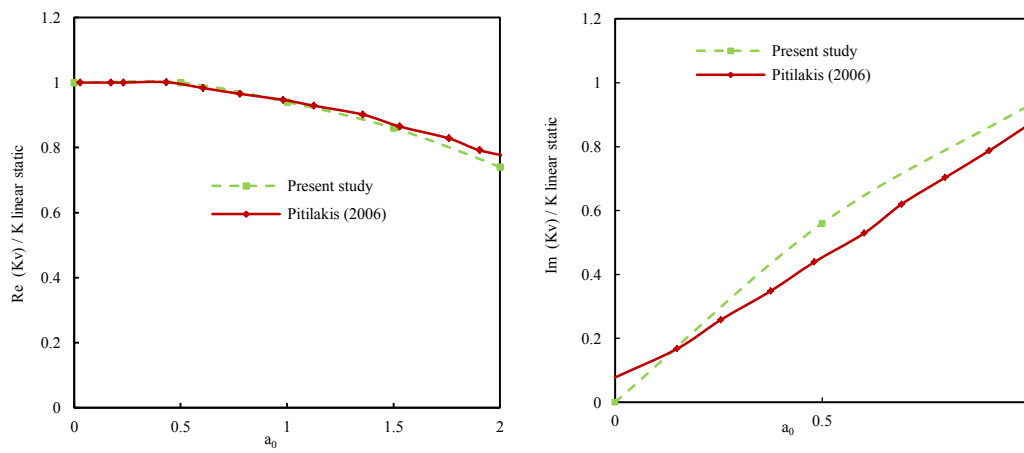 1.2
1
0.8
0.6
0.4
0.2
0
Re (Kv) / K linear static
Present study
Pitilakis (2006)
0 0.5 1 1.5 2
a0
1.2
1
0.8
0.6
0.4
0.2
0
Im (Kv) / K linear static
Present study
Pitilakis (2006)
0 0.5
a0